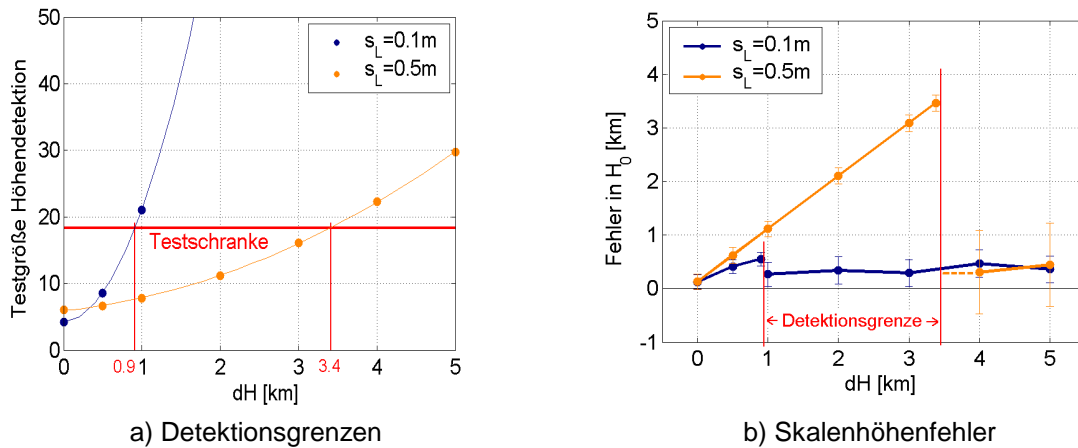 50
40
30
20
10
0
Testgröße Höhendetektion
s_L=0.1m
s_L=0.5m
Testschranke
0 0.9 1 2 3 3.4 4 5
dH [km]
a) Detektionsgrenzen
5
4
3
2
1
0
-1
Fehler in H_0 [km]
s_L=0.1m
s_L=0.5m
Detektionsgrenze
0 1 2 3 4 5
dH [km]
b) Skalenhöhenfehler